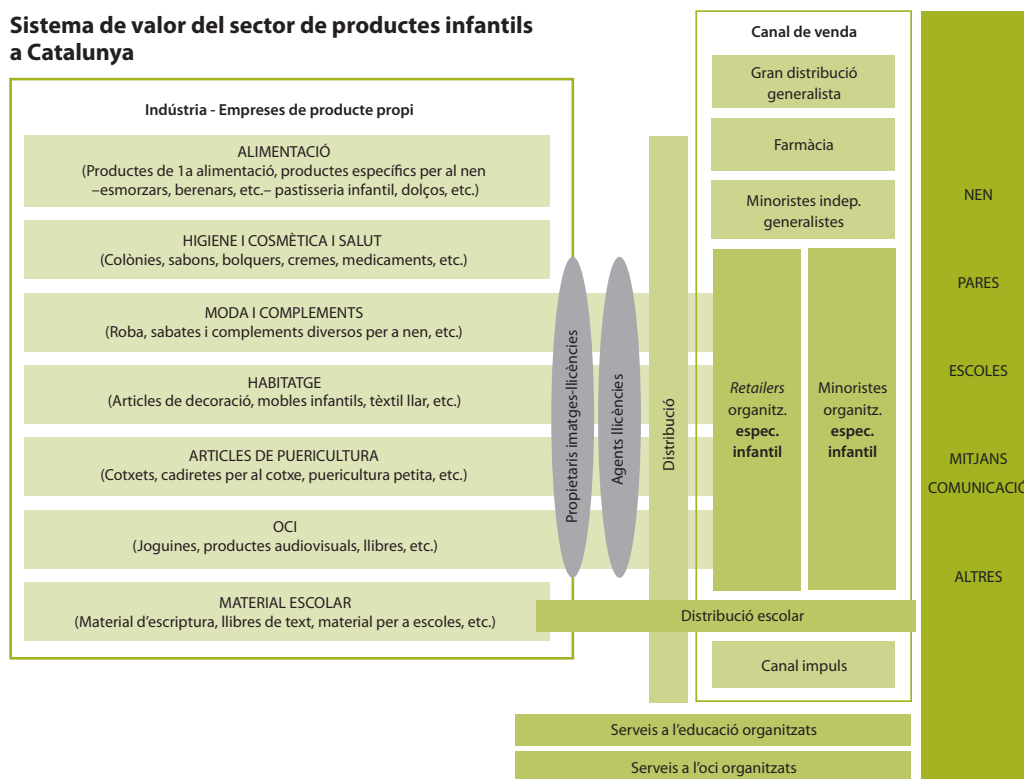 Sistema de valor del sector de productes infantils
a Catalunya
Indústria - Empreses de producte propi
ALIMENTACIÓ
(Productes de 1a alimentació, productes específics per al nen
–esmorzars, berenars, etc.– pastisseria infantil, dolços, etc.)
HIGIENE I COSMÈTICA I SALUT
(Colònies, sabons, bolquers, cremes, medicaments, etc.)
MODA I COMPLEMENTS
(Roba, sabates i complements diversos per a nen, etc.)
HABITATGE
(Articles de decoració, mobles infantils, tèxtil llar, etc.)
ARTICLES DE PUERICULTURA
(Cotxets, cadiretes per al cotxe, puericultura petita, etc.)
OCI
(Joguines, productes audiovisuals, llibres, etc.)
MATERIAL ESCOLAR
(Material d'escriptura, llibres de text, material per a escoles, etc.)
Propietaris imatges-llicències
Agents llicències
Distribució
Canal de venda
Gran distribució
generalista
Farmàcia
Minoristes indep.
generalistes
Retailers
organitz.
espec.
infantil
Minoristes
organitz.
espec.
infantil
Distribució escolar
Canal impuls
Serveis a l'educació organitzats
Serveis a l'oci organitzats
NEN
PARES
ESCOLES
MITJANS
COMUNICACIÓ
ALTRES